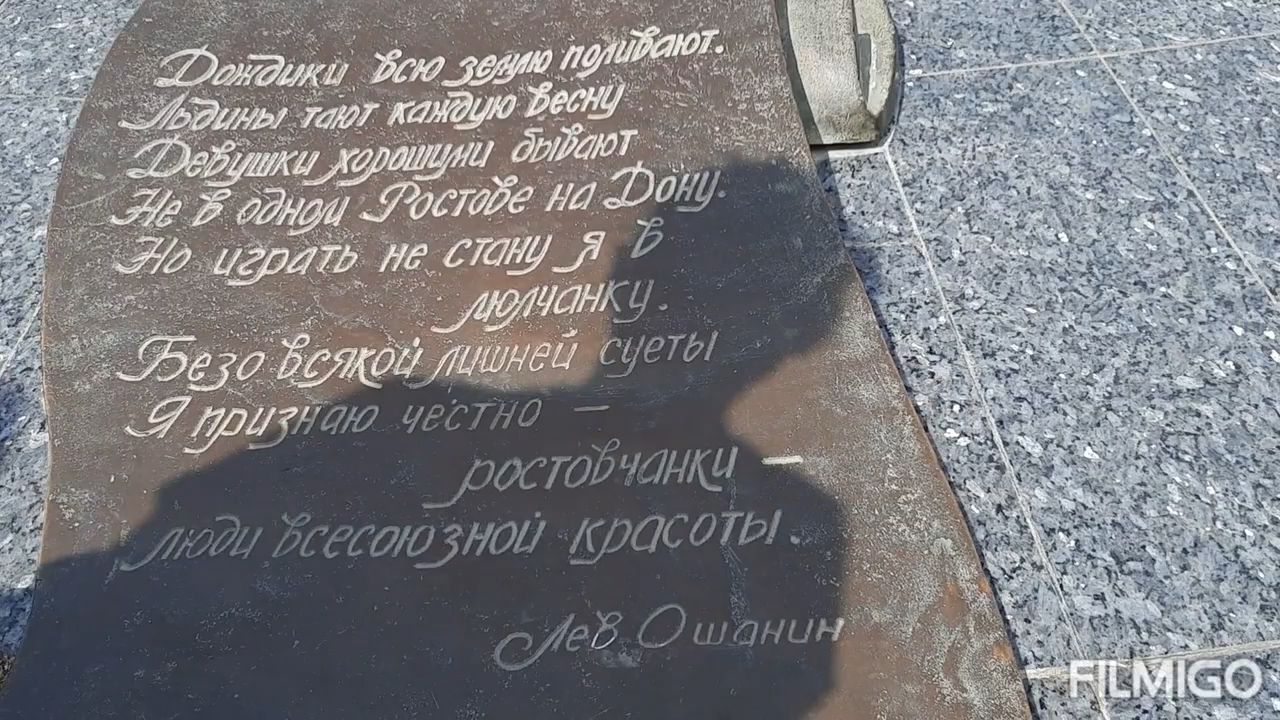 Дождики всю землю поливают.
Льдины тают каждую весну
Девушки хорошими бывают
Не в одном Ростове на Дону.
Но играть не стану я в
молчанку.
Безо всякой лишней суеты
Я признаю честно –
ростовчанки –
люди всесоюзной красоты.
Лев Ошанин
FILMIGO